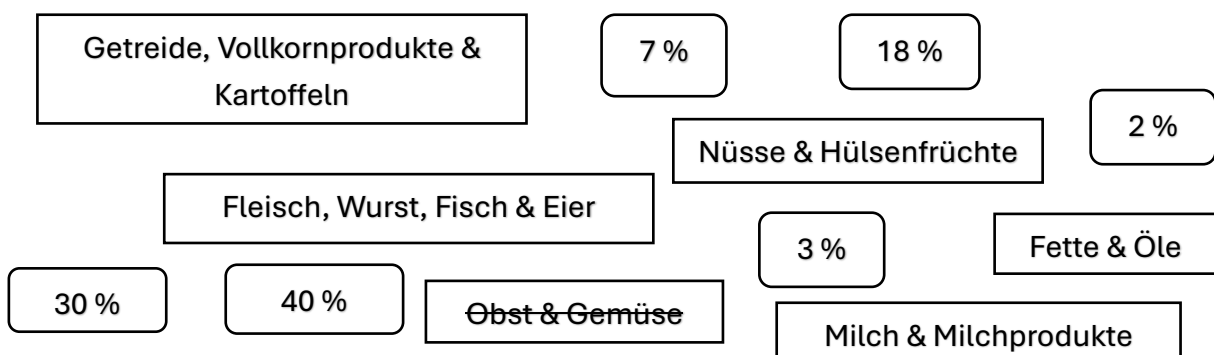 Getreide, Vollkornprodukte &
Kartoffeln
7 %
18 %
2 %
Nüsse & Hülsenfrüchte
Fleisch, Wurst, Fisch & Eier
3 %
Fette & Öle
30 %
40 %
Obst & Gemüse
Milch & Milchprodukte